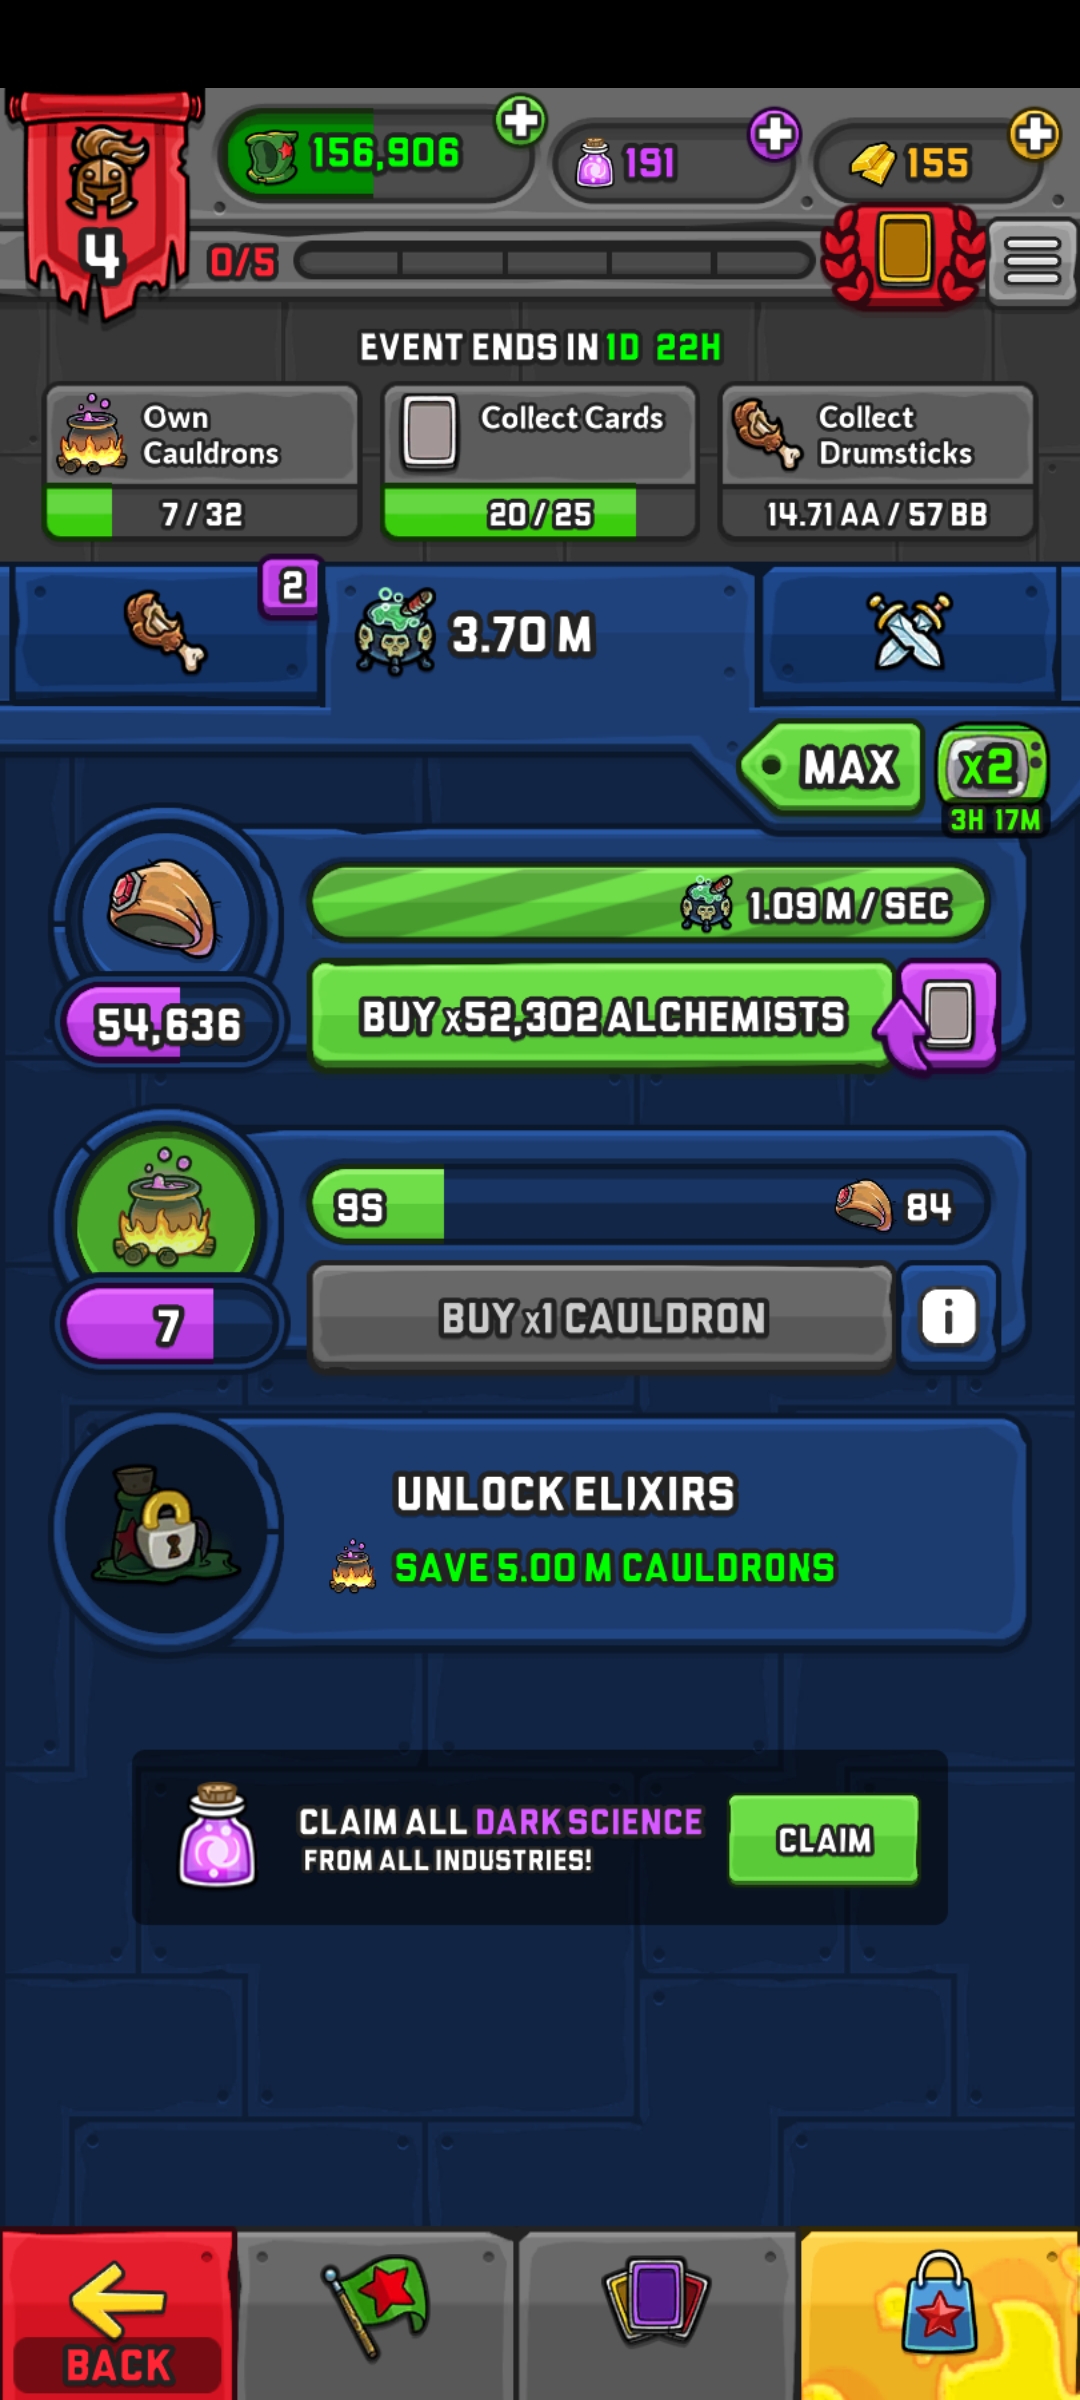 156,906
191
155
4
0/5
EVENT ENDS IN 1D 22H
Own Cauldrons
7 / 32
Collect Cards
20 / 25
Collect Drumsticks
14.71 AA / 57 BB
2
3.70 M
MAX
x2
3H 17M
1.09 M / SEC
54,636
BUY x52,302 ALCHEMISTS
9S
84
7
BUY x1 CAULDRON
i
UNLOCK ELIXIRS
SAVE 5.00 M CAULDRONS
CLAIM ALL DARK SCIENCE
FROM ALL INDUSTRIES!
CLAIM
BACK